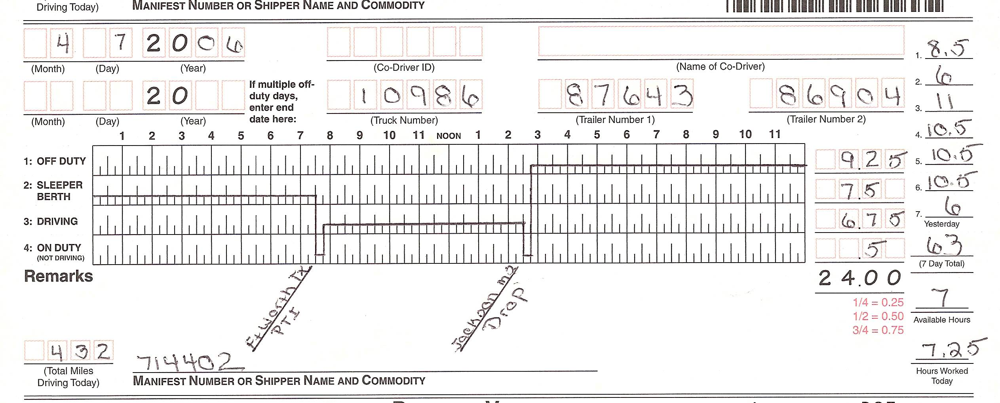 Driving Today) MANIFEST NUMBER OR SHIPPER NAME AND COMMODITY
4 7 2006
(Month) (Day) (Year) (Co-Driver ID) (Name of Co-Driver)
1. 8.5
2. 6
20 If multiple off-duty days, enter end date here: 10986 87643 86904
3. 11
(Month) (Day) (Year) (Truck Number) (Trailer Number 1) (Trailer Number 2)
4. 10.5
1 2 3 4 5 6 7 8 9 10 11 NOON 1 2 3 4 5 6 7 8 9 10 11
1: OFF DUTY 9.25
5. 10.5
2: SLEEPER BERTH 7.5
6. 10.5
3: DRIVING 6.75
7. 6
Yesterday
4: ON DUTY .5
(NOT DRIVING)
63
(7 Day Total)
Remarks
24.00
Ft Worth TX
PTI
Drop
7
Available Hours
1/4 = 0.25
1/2 = 0.50
3/4 = 0.75
432
(Total Miles
Driving Today)
714402
MANIFEST NUMBER OR SHIPPER NAME AND COMMODITY
7.25
Hours Worked
Today